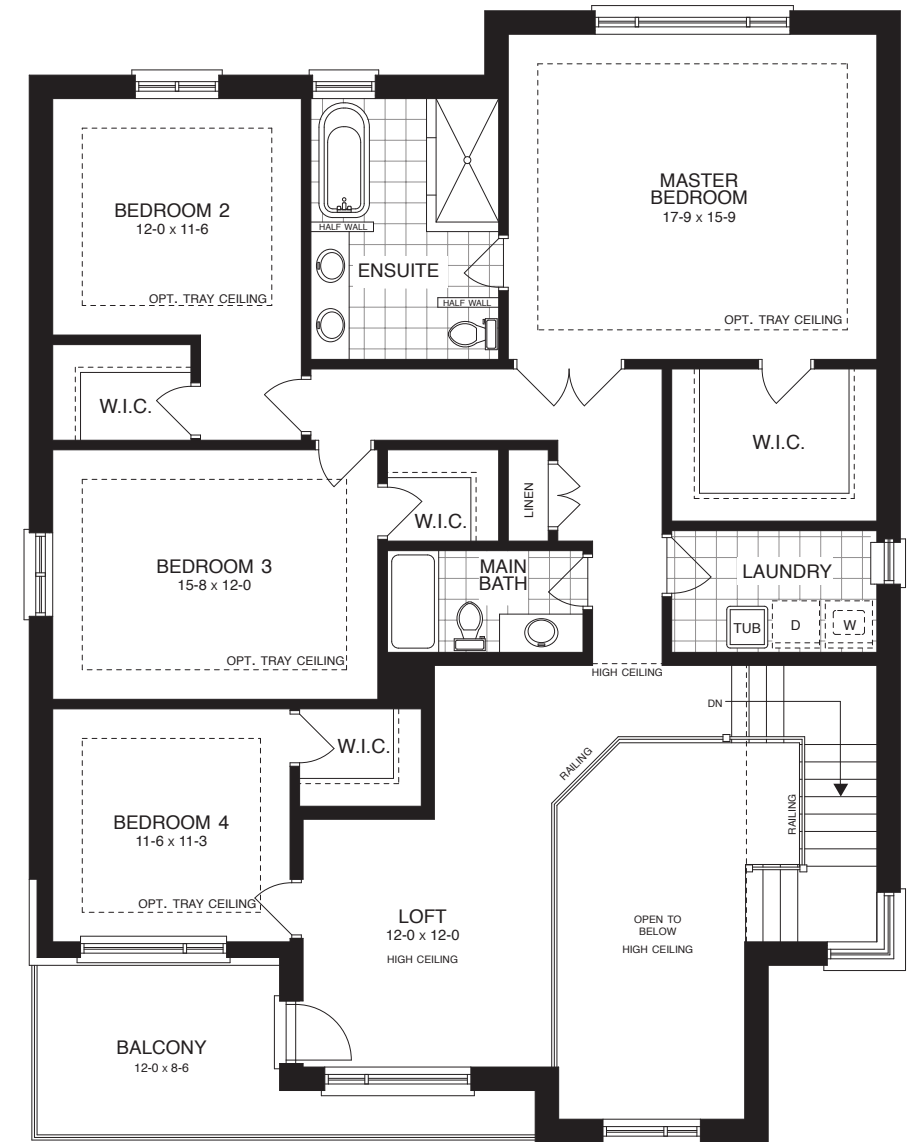 MASTER
BEDROOM
17-9 x 15-9
OPT. TRAY CEILING
BEDROOM 2
12-0 x 11-6
OPT. TRAY CEILING
HALF WALL
ENSUITE
HALF WALL
W.I.C.
W.I.C.
W.I.C.
LINEN
BEDROOM 3
15-8 x 12-0
OPT. TRAY CEILING
MAIN
BATH
LAUNDRY
TUB
D
W
HIGH CEILING
DN
RAILING
RAILING
W.I.C.
BEDROOM 4
11-6 x 11-3
OPT. TRAY CEILING
LOFT
12-0 x 12-0
HIGH CEILING
OPEN TO
BELOW
HIGH CEILING
BALCONY
12-0 x 8-6